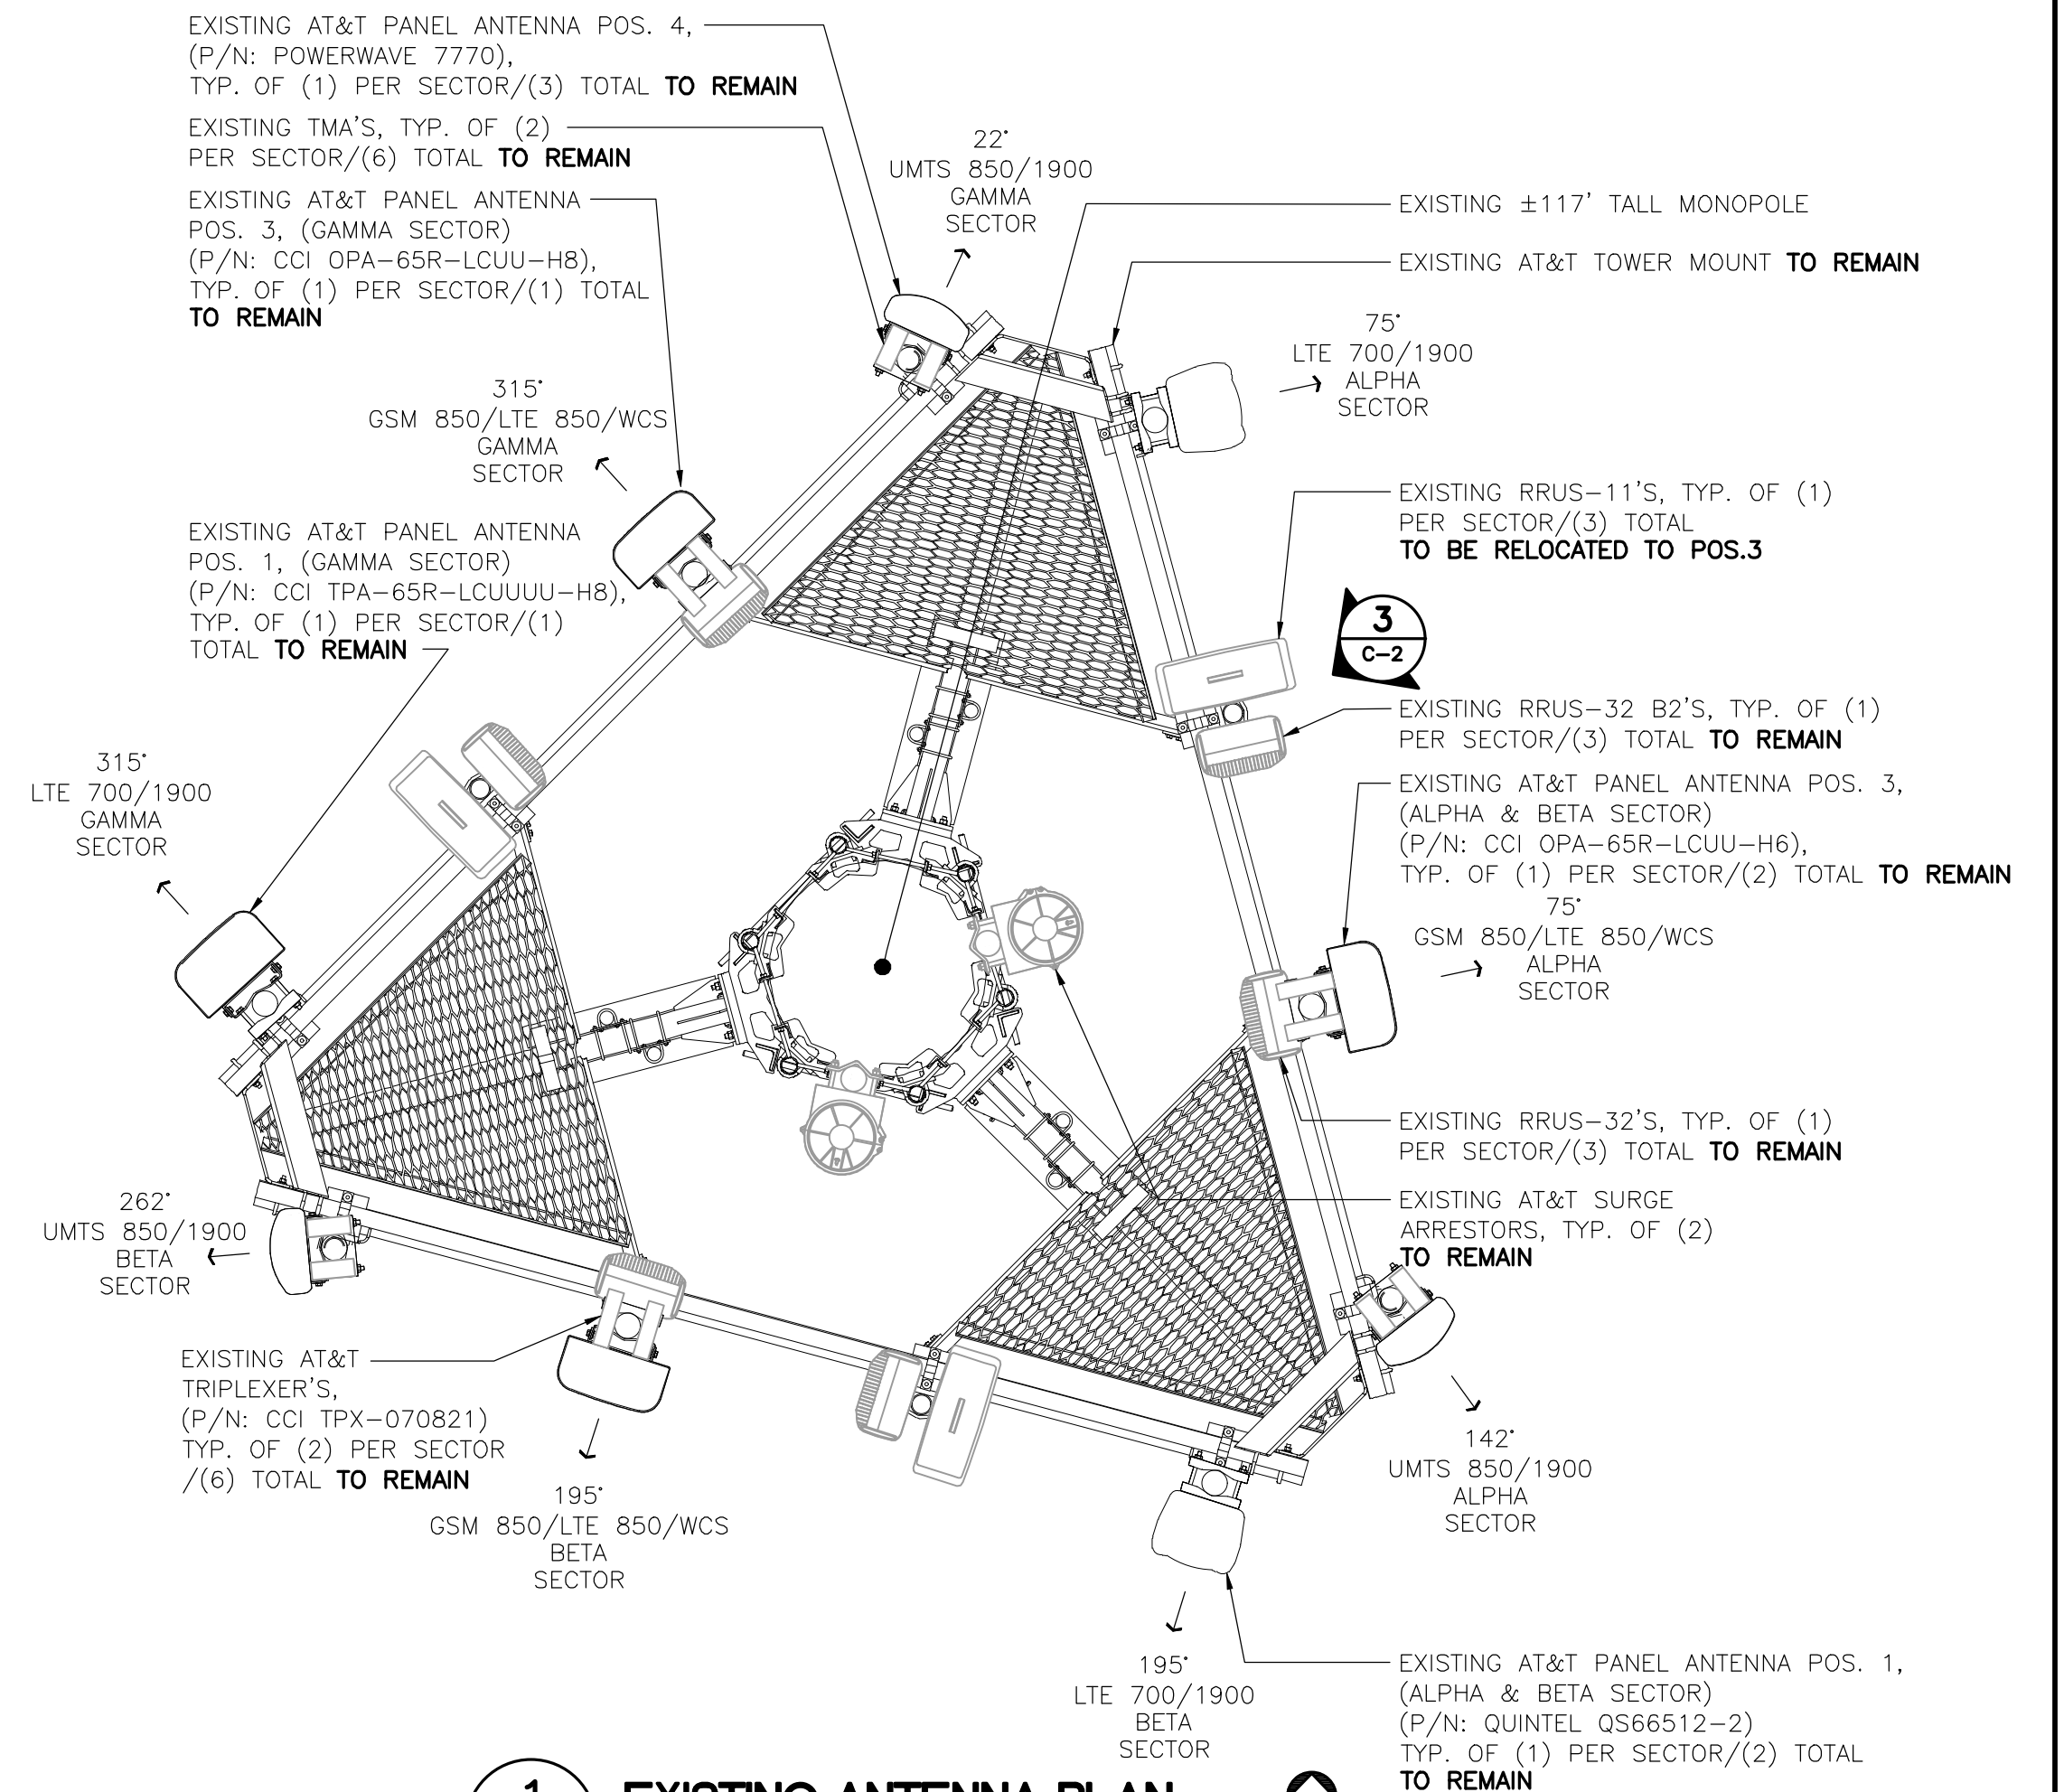 EXISTING AT&T PANEL ANTENNA POS. 4,
(P/N: POWERWAVE 7770),
TYP. OF (1) PER SECTOR/(3) TOTAL TO REMAIN
EXISTING TMA'S, TYP. OF (2)
PER SECTOR/(6) TOTAL TO REMAIN
EXISTING AT&T PANEL ANTENNA
POS. 3, (GAMMA SECTOR)
(P/N: CCI OPA-65R-LCUU-H8),
TYP. OF (1) PER SECTOR/(1) TOTAL
TO REMAIN
22°
UMTS 850/1900
GAMMA
SECTOR
EXISTING ±117' TALL MONOPOLE
EXISTING AT&T TOWER MOUNT TO REMAIN
75°
LTE 700/1900
ALPHA
SECTOR
315°
GSM 850/LTE 850/WCS
GAMMA
SECTOR
EXISTING AT&T PANEL ANTENNA
POS. 1, (GAMMA SECTOR)
(P/N: CCI TPA-65R-LCUUUU-H8),
TYP. OF (1) PER SECTOR/(1)
TOTAL TO REMAIN
EXISTING RRUS-11'S, TYP. OF (1)
PER SECTOR/(3) TOTAL
TO BE RELOCATED TO POS.3
3
C-2
EXISTING RRUS-32 B2'S, TYP. OF (1)
PER SECTOR/(3) TOTAL TO REMAIN
315°
LTE 700/1900
GAMMA
SECTOR
EXISTING AT&T PANEL ANTENNA POS. 3,
(ALPHA & BETA SECTOR)
(P/N: CCI OPA-65R-LCUU-H6),
TYP. OF (1) PER SECTOR/(2) TOTAL TO REMAIN
75°
GSM 850/LTE 850/WCS
ALPHA
SECTOR
EXISTING RRUS-32'S, TYP. OF (1)
PER SECTOR/(3) TOTAL TO REMAIN
EXISTING AT&T SURGE
ARRESTORS, TYP. OF (2)
TO REMAIN
262°
UMTS 850/1900
BETA
SECTOR
EXISTING AT&T
TRIPLEXER'S,
(P/N: CCI TPX-070821)
TYP. OF (2) PER SECTOR
/(6) TOTAL TO REMAIN
195°
GSM 850/LTE 850/WCS
BETA
SECTOR
142°
UMTS 850/1900
ALPHA
SECTOR
195°
LTE 700/1900
BETA
SECTOR
EXISTING AT&T PANEL ANTENNA POS. 1,
(ALPHA & BETA SECTOR)
(P/N: QUINTEL QS66512-2)
TYP. OF (1) PER SECTOR/(2) TOTAL
TO REMAIN
1
EXISTING ANTENNA PLAN